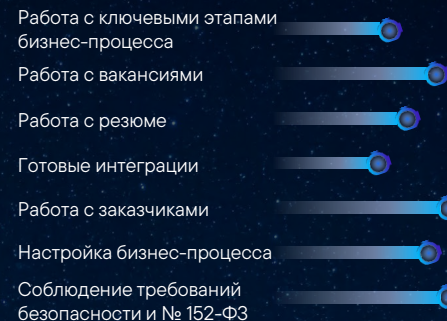 Работа с ключевыми этапами
бизнес-процесса
Работа с вакансиями
Работа с резюме
Готовые интеграции
Работа с заказчиками
Настройка бизнес-процесса
Соблюдение требований
безопасности и № 152-ФЗ